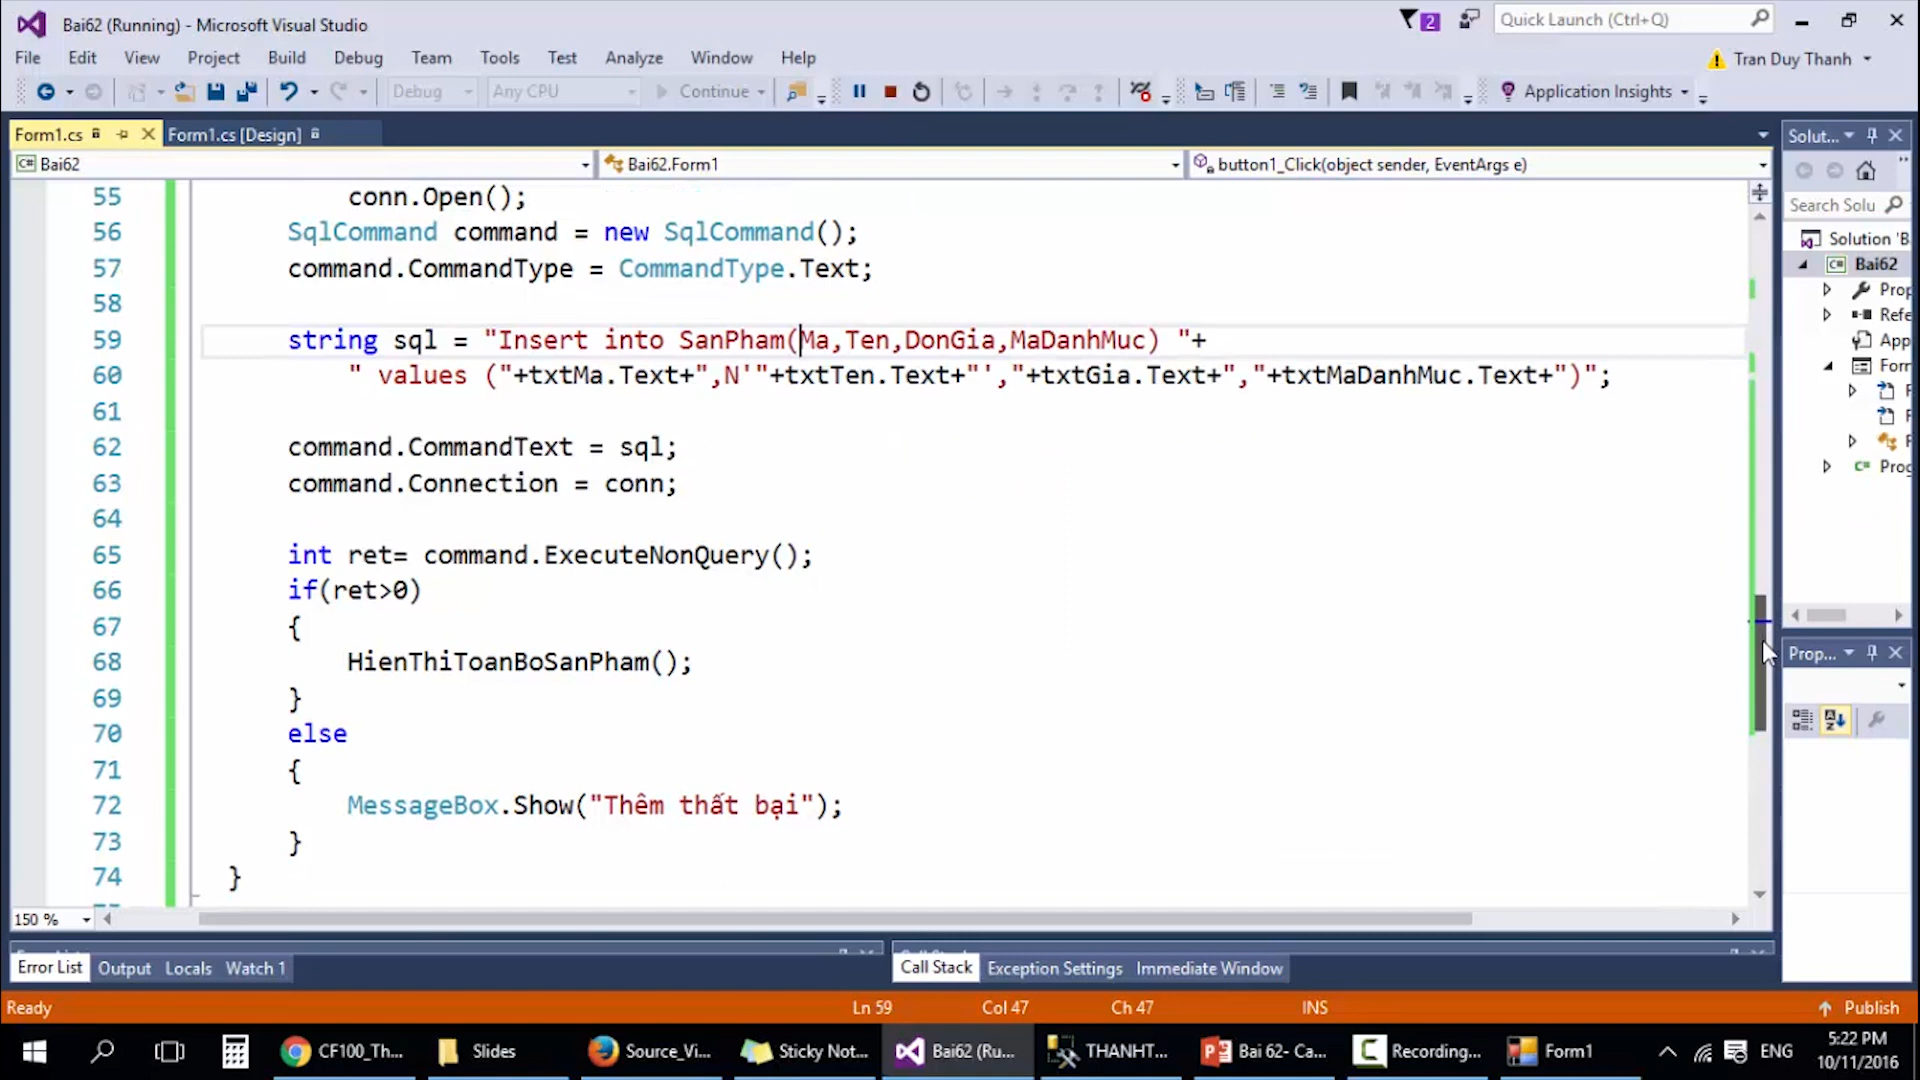 Bai62 (Running) - Microsoft Visual Studio
2
Quick Launch (Ctrl+Q)
File Edit View Project Build Debug Team Tools Test Analyze Window Help
Tran Duy Thanh
Debug
Any CPU
Continue
Application Insights
Form1.cs
Form1.cs [Design]
Solut...
C# Bai62
Bai62.Form1
button1_Click(object sender, EventArgs e)
Search Solu
Solution 'B
C# Bai62
Prop
Refe
App
Form
C# Prog
55 conn.Open();
56 SqlCommand command = new SqlCommand();
57 command.CommandType = CommandType.Text;
58
59 string sql = "Insert into SanPham(Ma,Ten,DonGia,MaDanhMuc) "+
60 " values ("+txtMa.Text+",N'"+txtTen.Text+"',"+txtGia.Text+","+txtMaDanhMuc.Text+")";
61
62 command.CommandText = sql;
63 command.Connection = conn;
64
65 int ret= command.ExecuteNonQuery();
66 if(ret>0)
67 {
68 HienThiToanBoSanPham();
69 }
70 else
71 {
72 MessageBox.Show("Thêm thất bại");
73 }
74 }
Prop...
150 %
Error List Output Locals Watch 1
Call Stack Exception Settings Immediate Window
Ready
Ln 59
Col 47
Ch 47
INS
Publish
CF100_Th...
Slides
Source_Vi...
Sticky Not...
Bai62 (Ru...
THANHT...
Bai 62- Ca...
Recording...
Form1
ENG
5:22 PM
10/11/2016